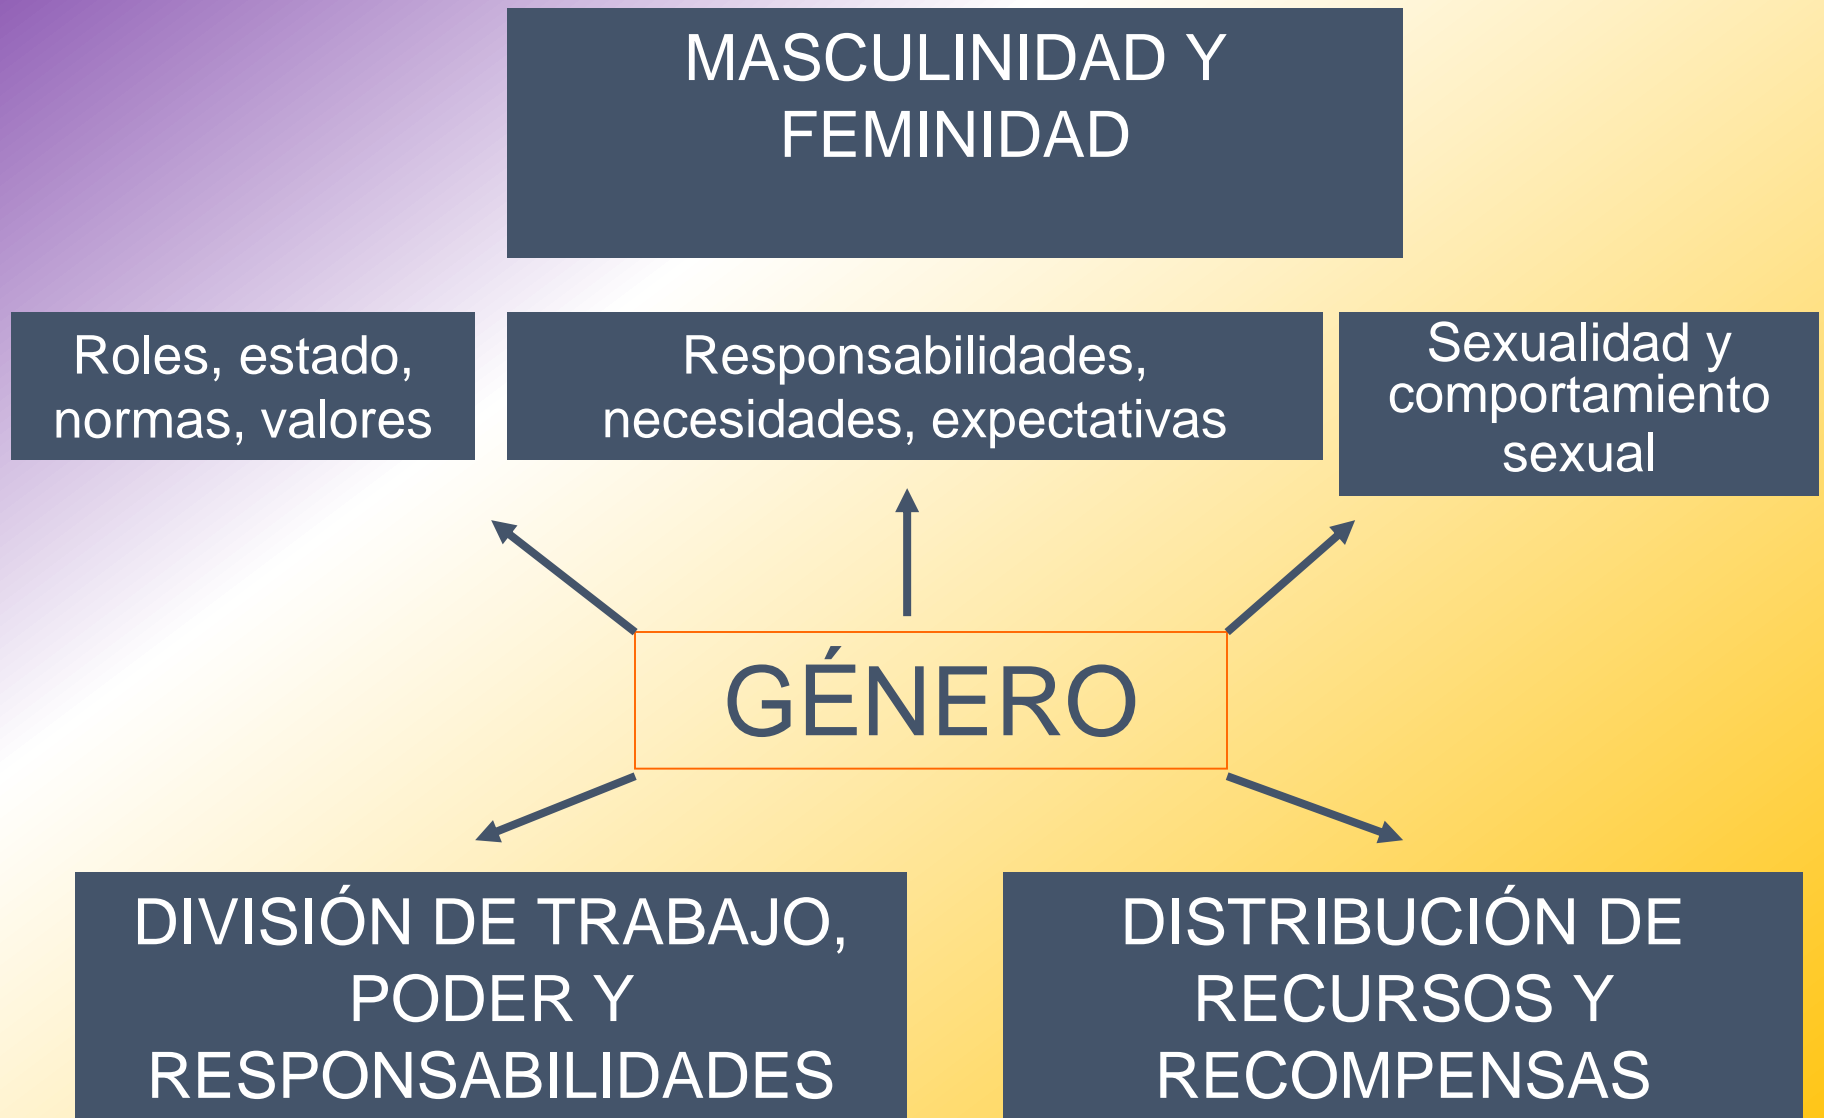 MASCULINIDAD Y
FEMINIDAD
Roles, estado,
normas, valores
Responsabilidades,
necesidades, expectativas
Sexualidad y
comportamiento
sexual
GÉNERO
DIVISIÓN DE TRABAJO,
PODER Y
RESPONSABILIDADES
DISTRIBUCIÓN DE
RECURSOS Y
RECOMPENSAS